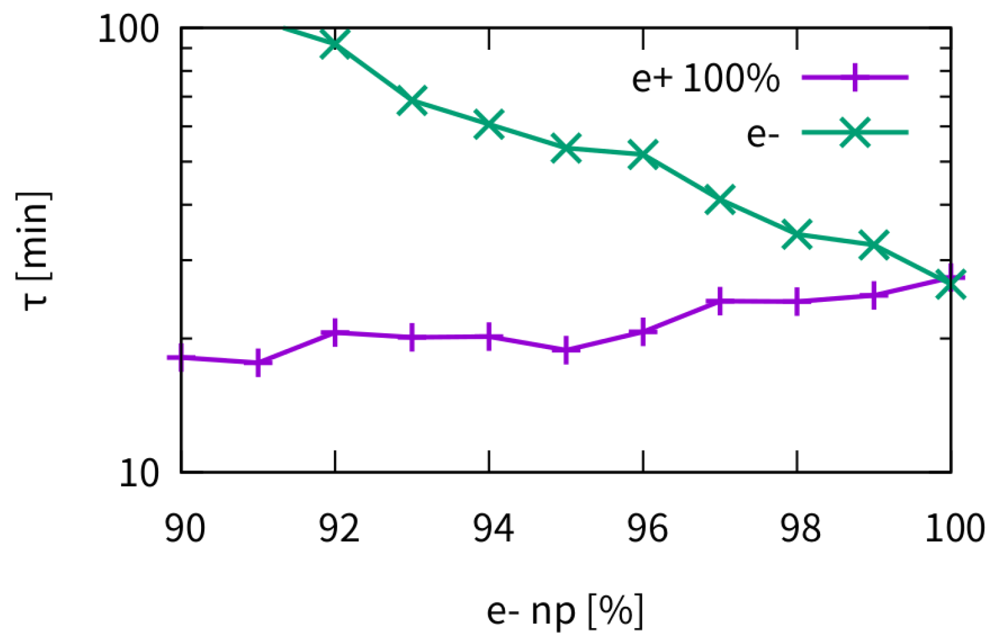 100
e+ 100%
e-
τ [min]
10
90 92 94 96 98 100
e- np [%]